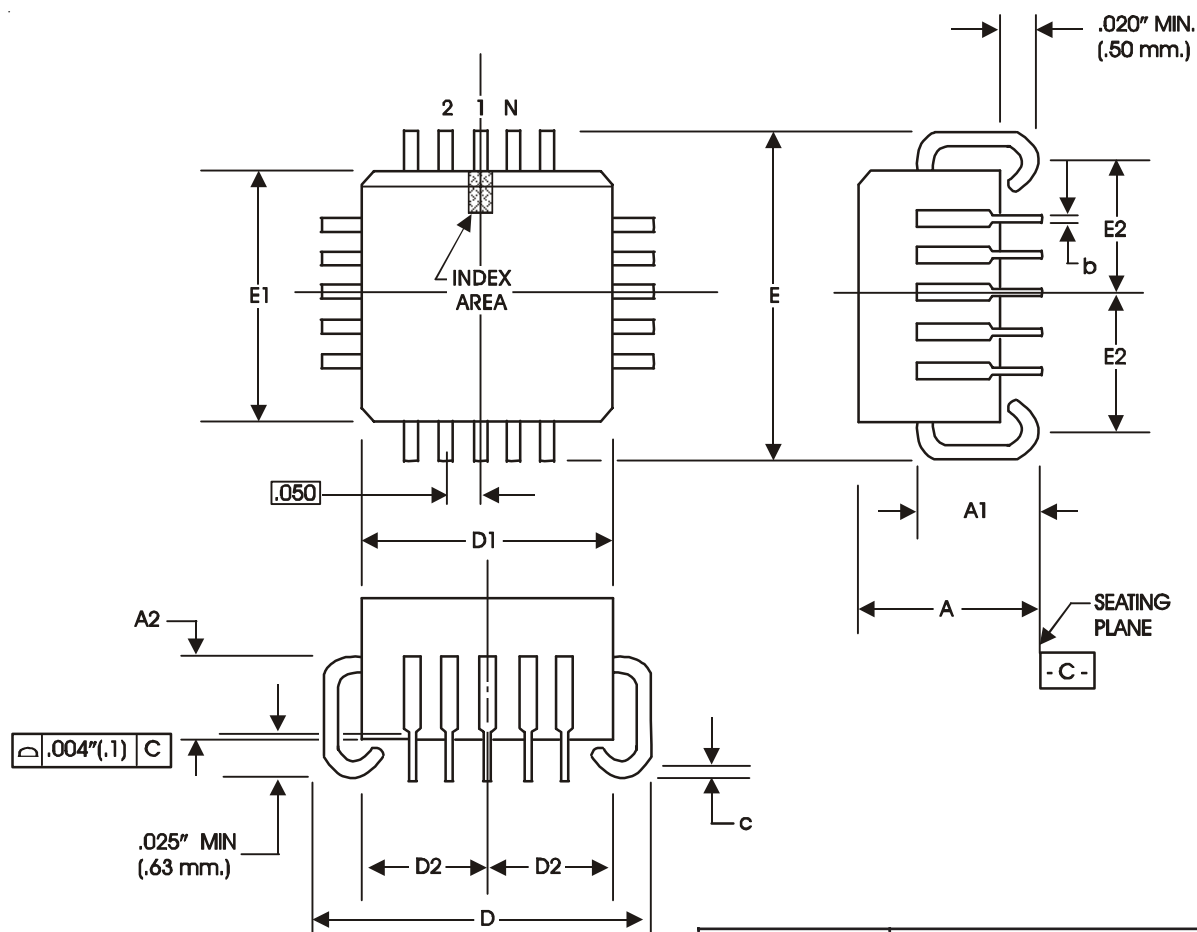 .020" MIN.
(.50 mm.)
2 1 N
E2
b
INDEX
AREA
E1
E
E2
.050
A1
D1
A2
A
SEATING
PLANE
- C -
⌓ .004"(.1) C
c
.025" MIN
(.63 mm.)
D2 D2
D